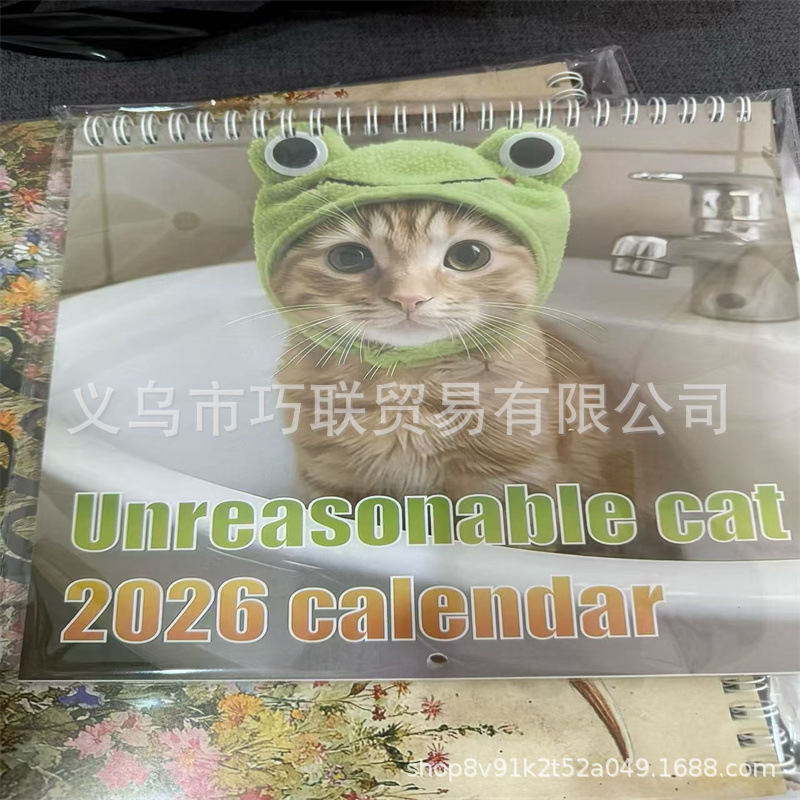 义乌市巧联贸易有限公司
Unreasonable cat
2026 calendar
shop8v91k2t52a049.1688.com